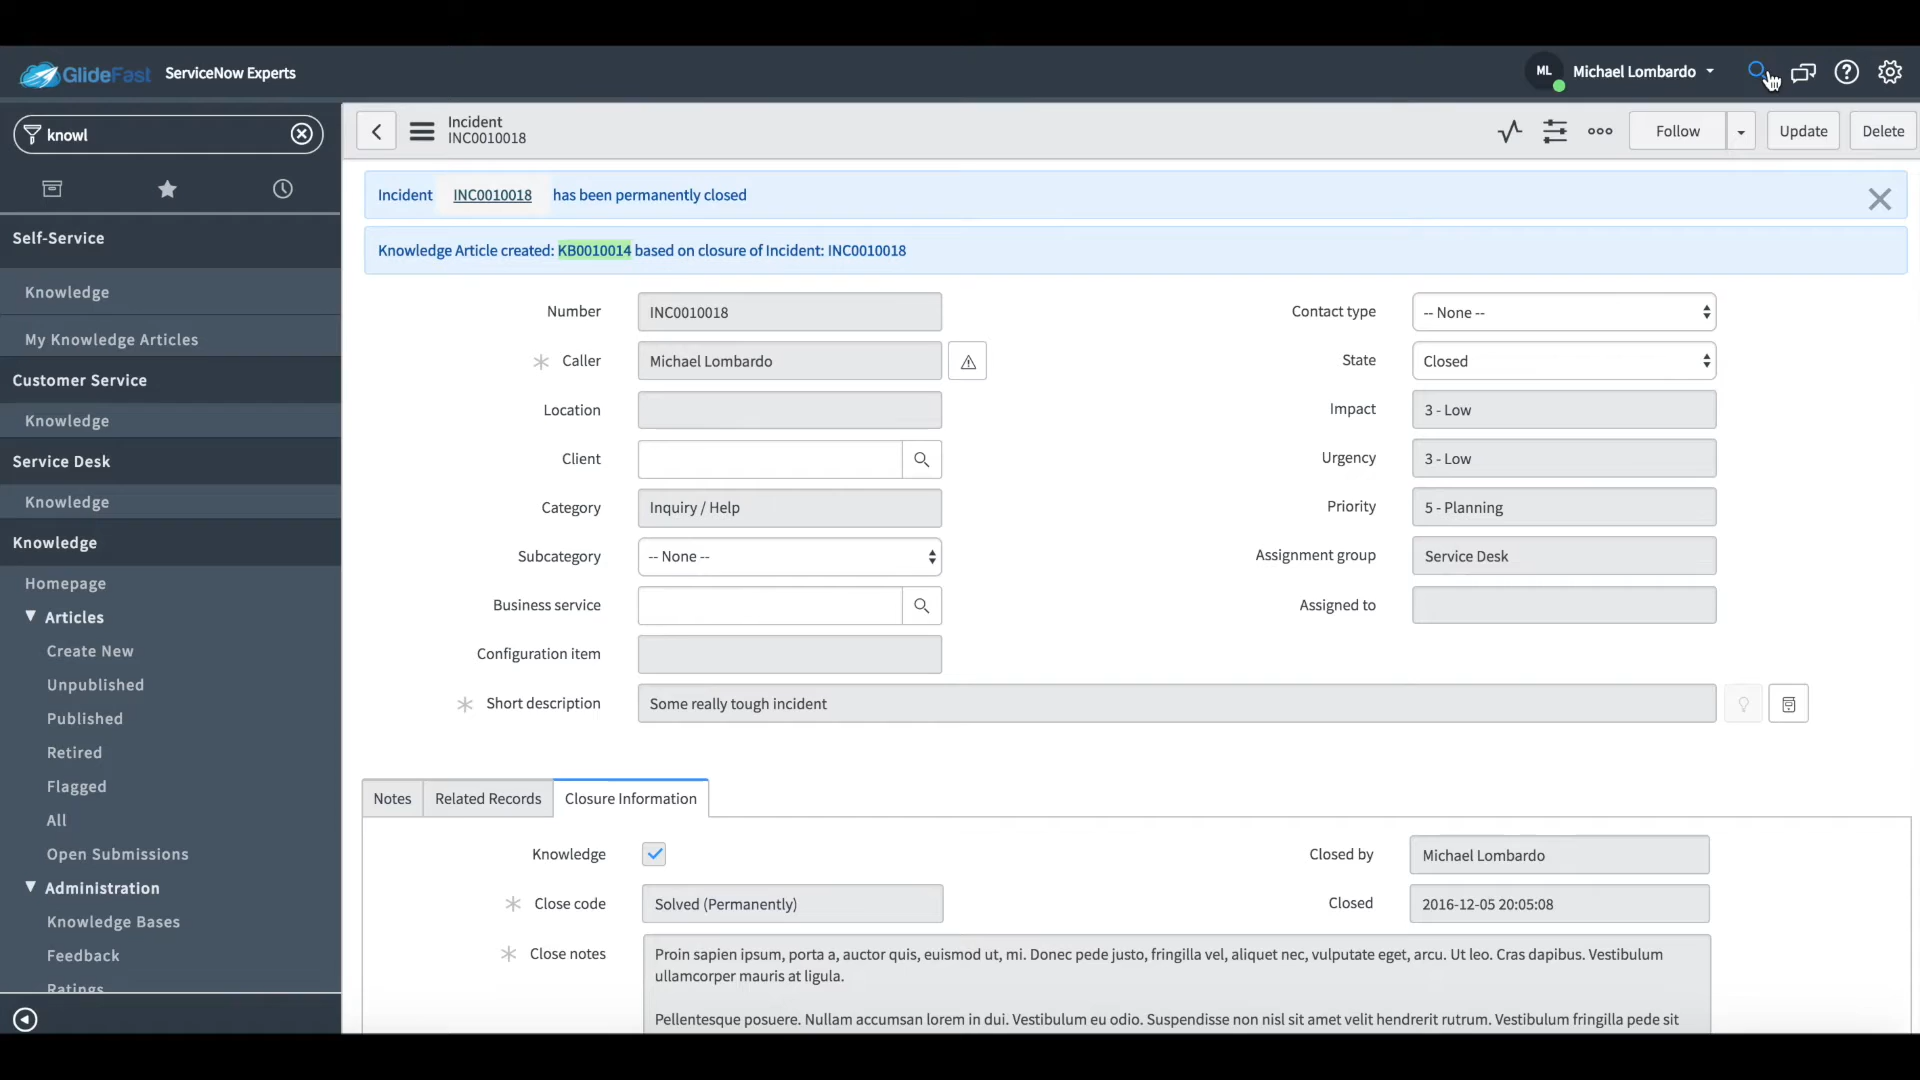 GlideFast ServiceNow Experts
ML Michael Lombardo
knowl
Self-Service
Knowledge
My Knowledge Articles
Customer Service
Knowledge
Service Desk
Knowledge
Knowledge
Homepage
Articles
Create New
Unpublished
Published
Retired
Flagged
All
Open Submissions
Administration
Knowledge Bases
Feedback
Ratings
Incident
INC0010018
Follow Update Delete
Incident INC0010018 has been permanently closed
Knowledge Article created: KB0010014 based on closure of Incident: INC0010018
Number INC0010018
Caller Michael Lombardo
Location
Client
Category Inquiry / Help
Subcategory -- None --
Business service
Configuration item
Short description Some really tough incident
Contact type -- None --
State Closed
Impact 3 - Low
Urgency 3 - Low
Priority 5 - Planning
Assignment group Service Desk
Assigned to
Notes Related Records Closure Information
Knowledge
Closed by Michael Lombardo
Close code Solved (Permanently)
Closed 2016-12-05 20:05:08
Close notes Proin sapien ipsum, porta a, auctor quis, euismod ut, mi. Donec pede justo, fringilla vel, aliquet nec, vulputate eget, arcu. Ut leo. Cras dapibus. Vestibulum
ullamcorper mauris at ligula.
Pellentesque posuere. Nullam accumsan lorem in dui. Vestibulum eu odio. Suspendisse non nisl sit amet velit hendrerit rutrum. Vestibulum fringilla pede sit